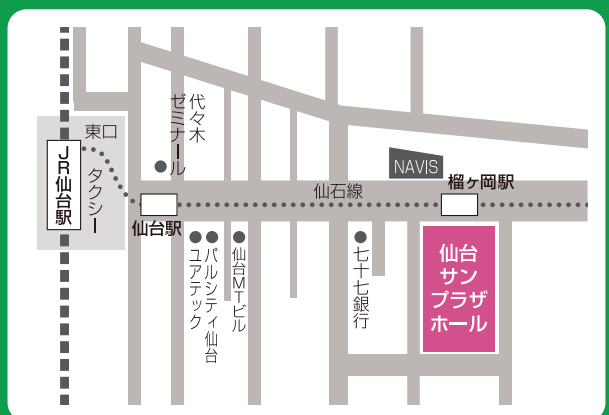 代々木
ゼミナール
東口
JR仙台駅
タクシー
仙台駅
仙石線
NAVIS
榴ヶ岡駅
ユアテック
パルシティ仙台
仙台MTビル
七十七銀行
仙台
サン
プラザ
ホール